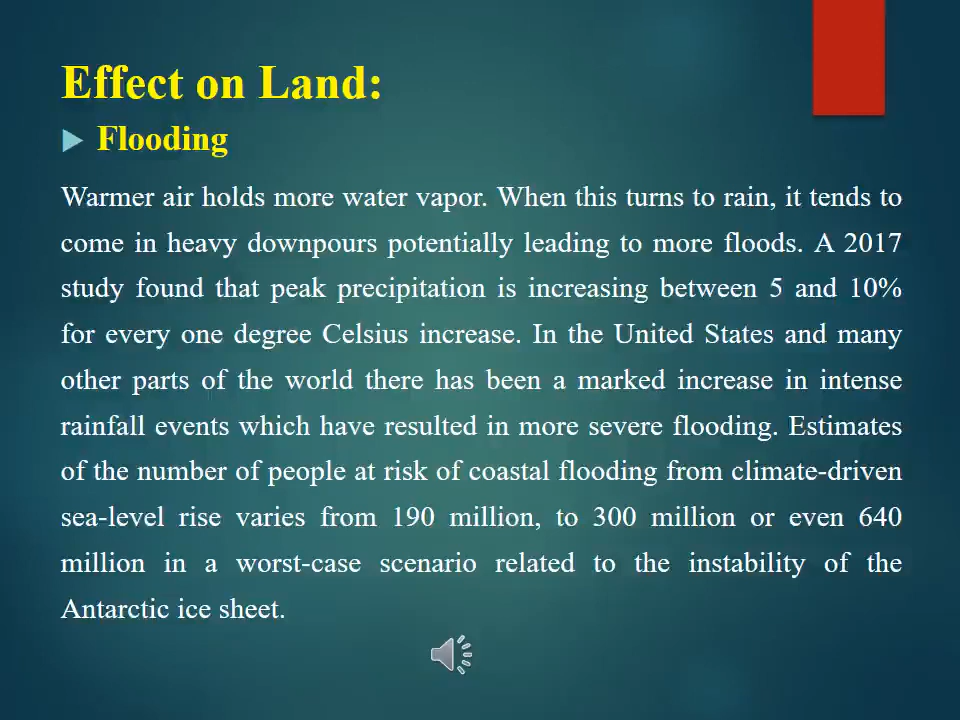 Effect on Land:
Flooding
Warmer air holds more water vapor. When this turns to rain, it tends to
come in heavy downpours potentially leading to more floods. A 2017
study found that peak precipitation is increasing between 5 and 10%
for every one degree Celsius increase. In the United States and many
other parts of the world there has been a marked increase in intense
rainfall events which have resulted in more severe flooding. Estimates
of the number of people at risk of coastal flooding from climate-driven
sea-level rise varies from 190 million, to 300 million or even 640
million in a worst-case scenario related to the instability of the
Antarctic ice sheet.